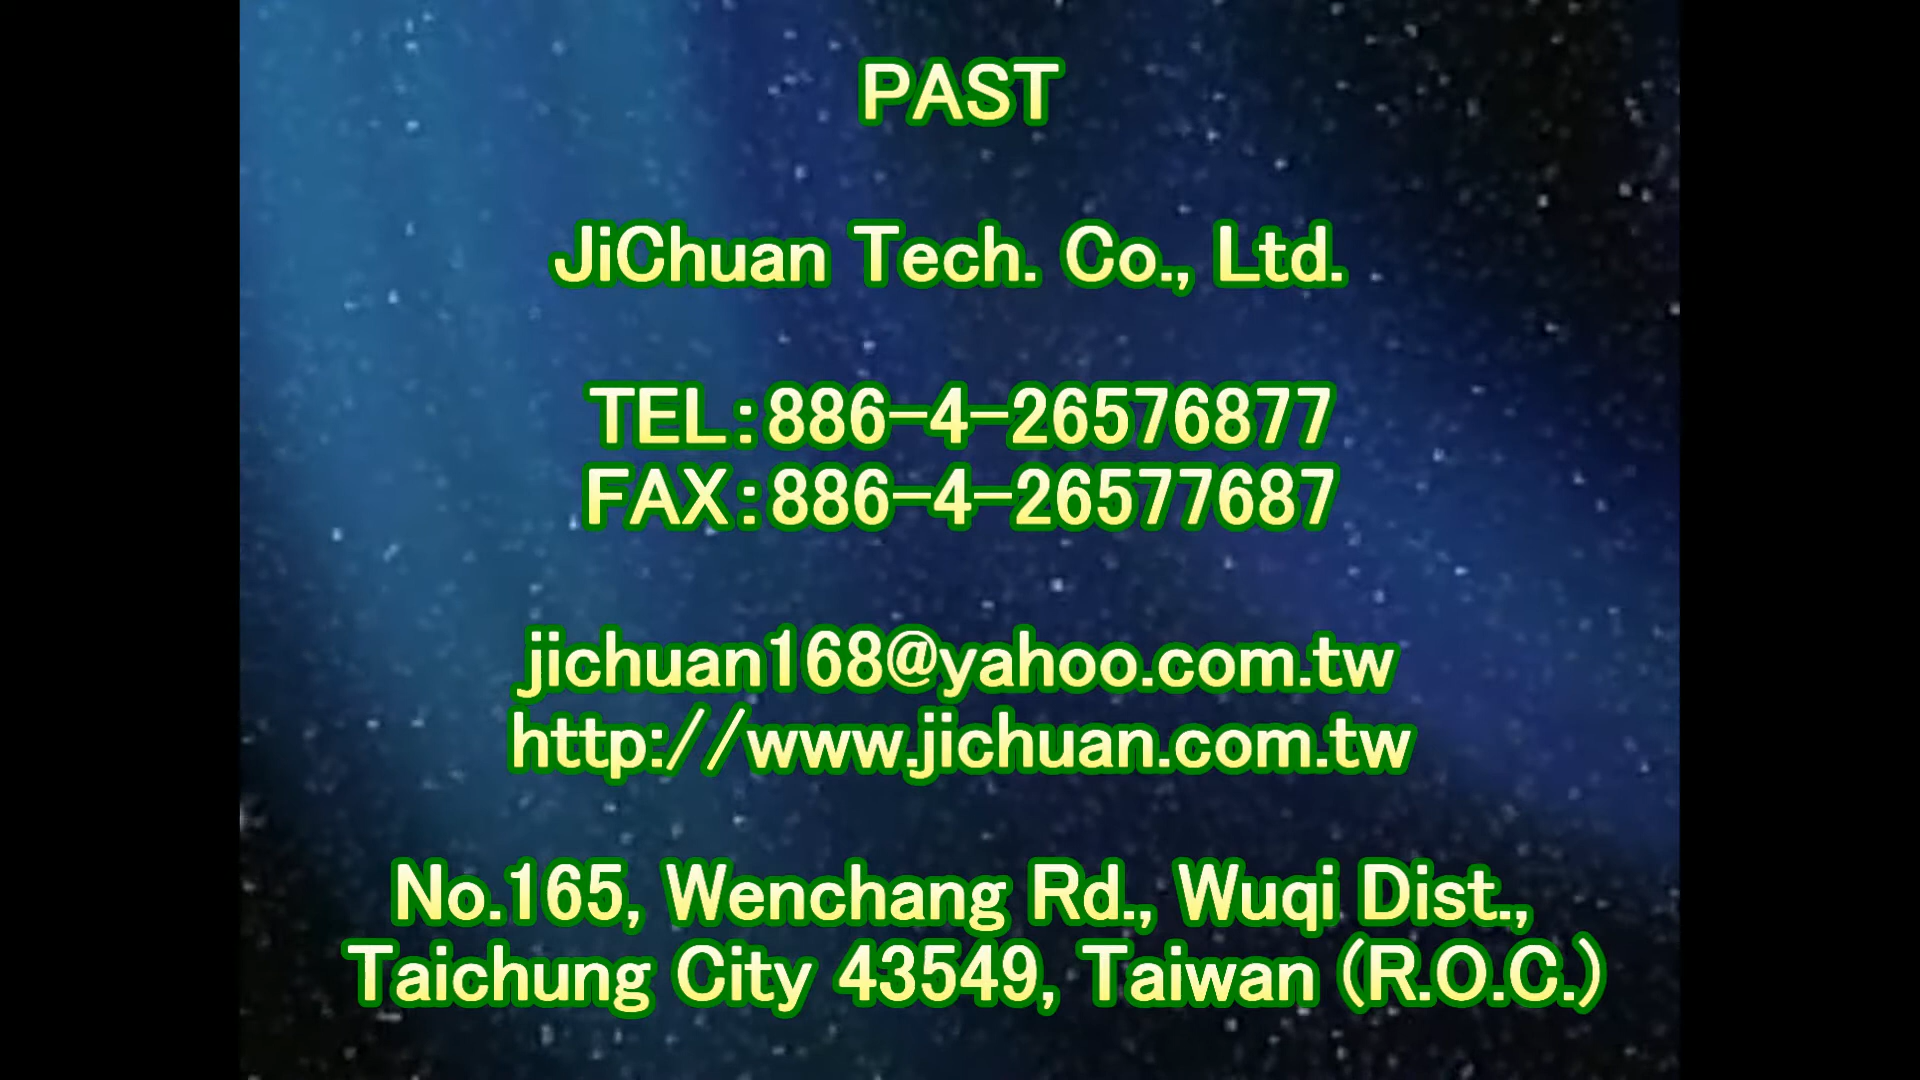 PAST
JiChuan Tech. Co., Ltd.
TEL:886-4-26576877
FAX:886-4-26577687
jichuan168@yahoo.com.tw
http://www.jichuan.com.tw
No.165, Wenchang Rd., Wuqi Dist.,
Taichung City 43549, Taiwan (R.O.C.)